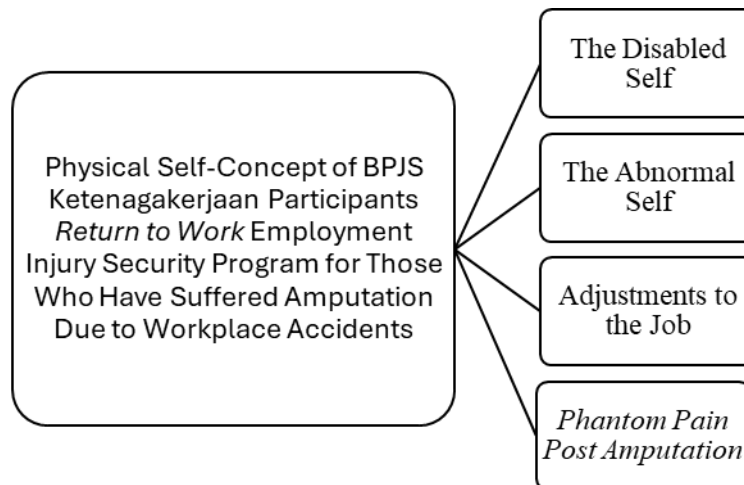 Physical Self-Concept of BPJS
Ketenagakerjaan Participants
Return to Work Employment
Injury Security Program for Those
Who Have Suffered Amputation
Due to Workplace Accidents
The Disabled
Self
The Abnormal
Self
Adjustments to
the Job
Phantom Pain
Post Amputation